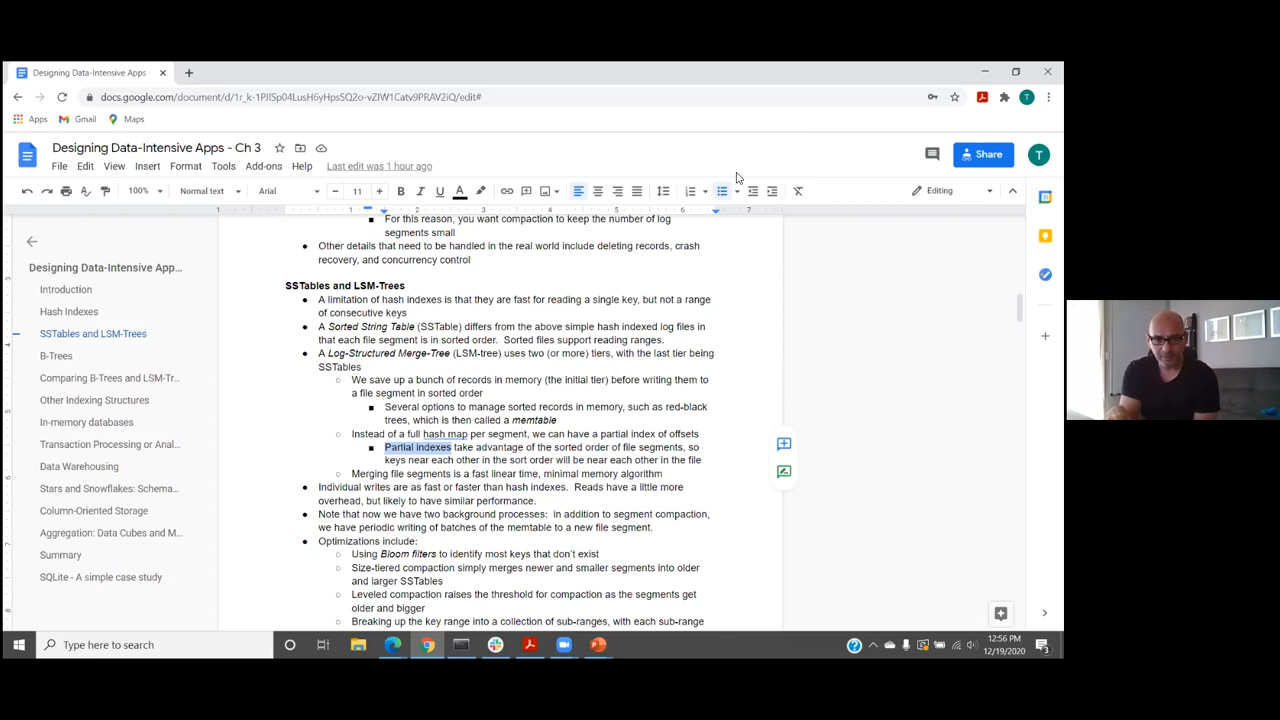 Designing Data-Intensive Apps
docs.google.com/document/d/1r_k-1PJlSp04LusH6yHpsSQ2o-vZIW1Catv9PRAV2iQ/edit#
Apps
Gmail
Maps
Designing Data-Intensive Apps - Ch 3
File Edit View Insert Format Tools Add-ons Help Last edit was 1 hour ago
Share
T
T
100% Normal text Arial 11 B I U A Editing
1 1 2 3 4 5 6 7
For this reason, you want compaction to keep the number of log
segments small
Other details that need to be handled in the real world include deleting records, crash
recovery, and concurrency control
Designing Data-Intensive App...
Introduction
Hash Indexes
SSTables and LSM-Trees
B-Trees
Comparing B-Trees and LSM-Tr...
Other Indexing Structures
In-memory databases
Transaction Processing or Anal...
Data Warehousing
Stars and Snowflakes: Schema...
Column-Oriented Storage
Aggregation: Data Cubes and M...
Summary
SQLite - A simple case study
SSTables and LSM-Trees
A limitation of hash indexes is that they are fast for reading a single key, but not a range
of consecutive keys
A Sorted String Table (SSTable) differs from the above simple hash indexed log files in
that each file segment is in sorted order. Sorted files support reading ranges.
A Log-Structured Merge-Tree (LSM-tree) uses two (or more) tiers, with the last tier being
SSTables
We save up a bunch of records in memory (the initial tier) before writing them to
a file segment in sorted order
Several options to manage sorted records in memory, such as red-black
trees, which is then called a memtable
Instead of a full hash map per segment, we can have a partial index of offsets
Partial indexes take advantage of the sorted order of file segments, so
keys near each other in the sort order will be near each other in the file
Merging file segments is a fast linear time, minimal memory algorithm
Individual writes are as fast or faster than hash indexes. Reads have a little more
overhead, but likely to have similar performance.
Note that now we have two background processes: in addition to segment compaction,
we have periodic writing of batches of the memtable to a new file segment.
Optimizations include:
Using Bloom filters to identify most keys that don't exist
Size-tiered compaction simply merges newer and smaller segments into older
and larger SSTables
Leveled compaction raises the threshold for compaction as the segments get
older and bigger
Breaking up the key range into a collection of sub-ranges, with each sub-range
Type here to search
12:56 PM
12/19/2020
3